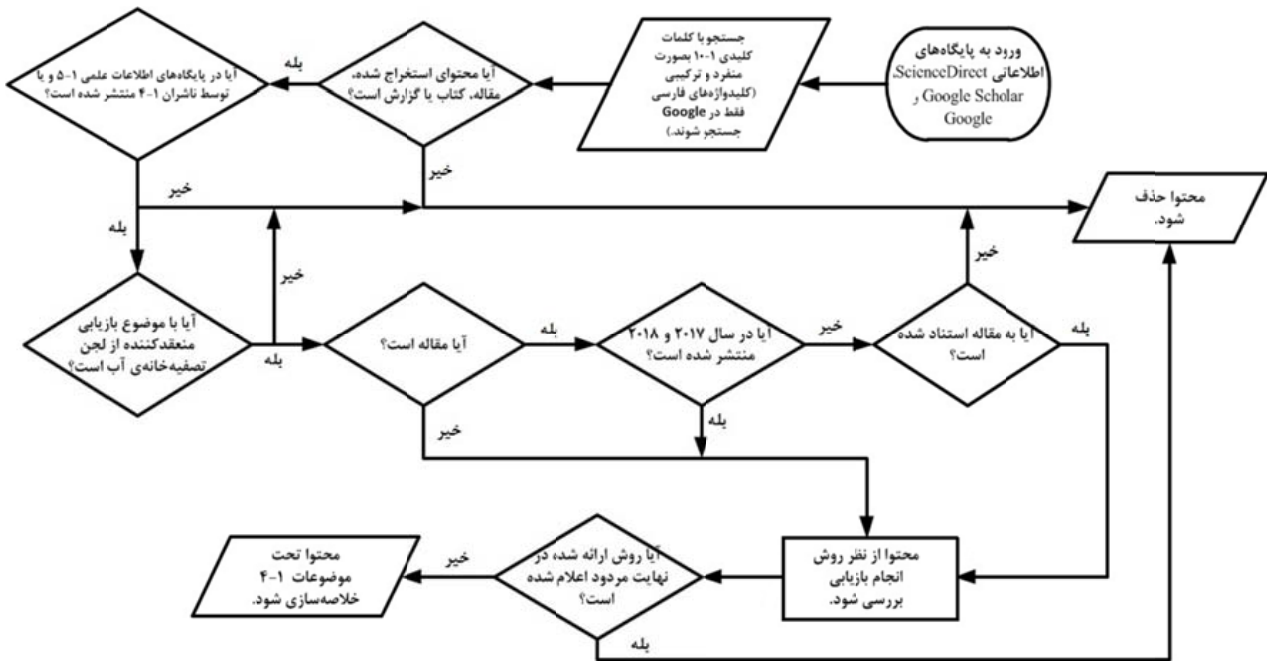 ورود به پایگاه‌های
اطلاعاتی ScienceDirect،
Google Scholar و
Google
جستجو با کلمات
کلیدی ۱-۱۰ بصورت
منفرد و ترکیبی
(کلیدواژه‌های فارسی
فقط در Google
جستجر شوند.)
آیا محتوای استغراج شده،
مقاله، کتاب یا گزارش است؟
بله
آیا در پایگاه‌های اطلاعات علمی ۱-۵ و یا
توسط ناشران ۱-۴ منتشر شده است؟
خیر
خیر
محتوا حذف
شود.
بله
خیر
خیر
آیا با موضوع بازیابی
منعقدکننده از لجن
تصفیه‌خانه‌ی آب است؟
بله
آیا مقاله است؟
بله
آیا در سال ۲۰۱۷ و ۲۰۱۸
منتشر شده است؟
خیر
آیا به مقاله استناد شده
است؟
بله
خیر
بله
محتوا از نظر روش
انجام بازیابی
بررسی شود.
آیا روش ارائه شده، در
نهایت مردود اعلام شده
است؟
خیر
محتوا تحت
موضوعات ۱-۴
خلاصه‌سازی شود.
بله